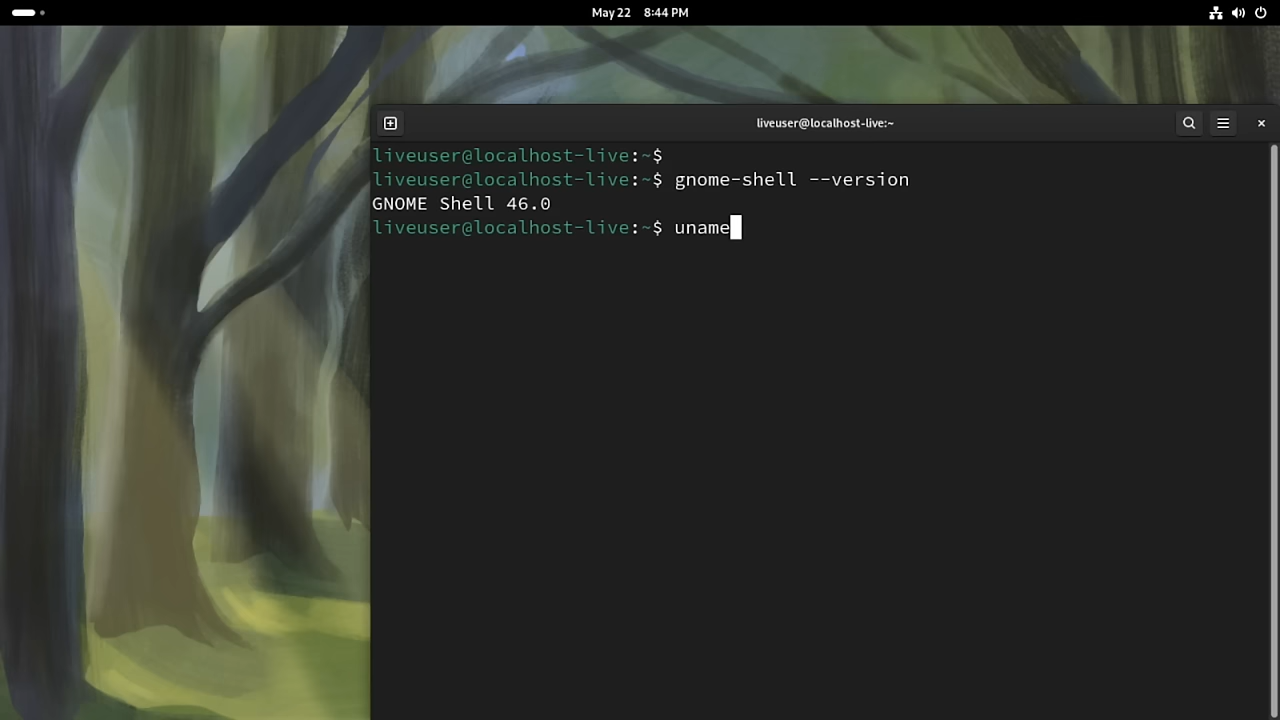 May 22 8:44 PM
liveuser@localhost-live:~
liveuser@localhost-live:~$
liveuser@localhost-live:~$ gnome-shell --version
GNOME Shell 46.0
liveuser@localhost-live:~$ uname